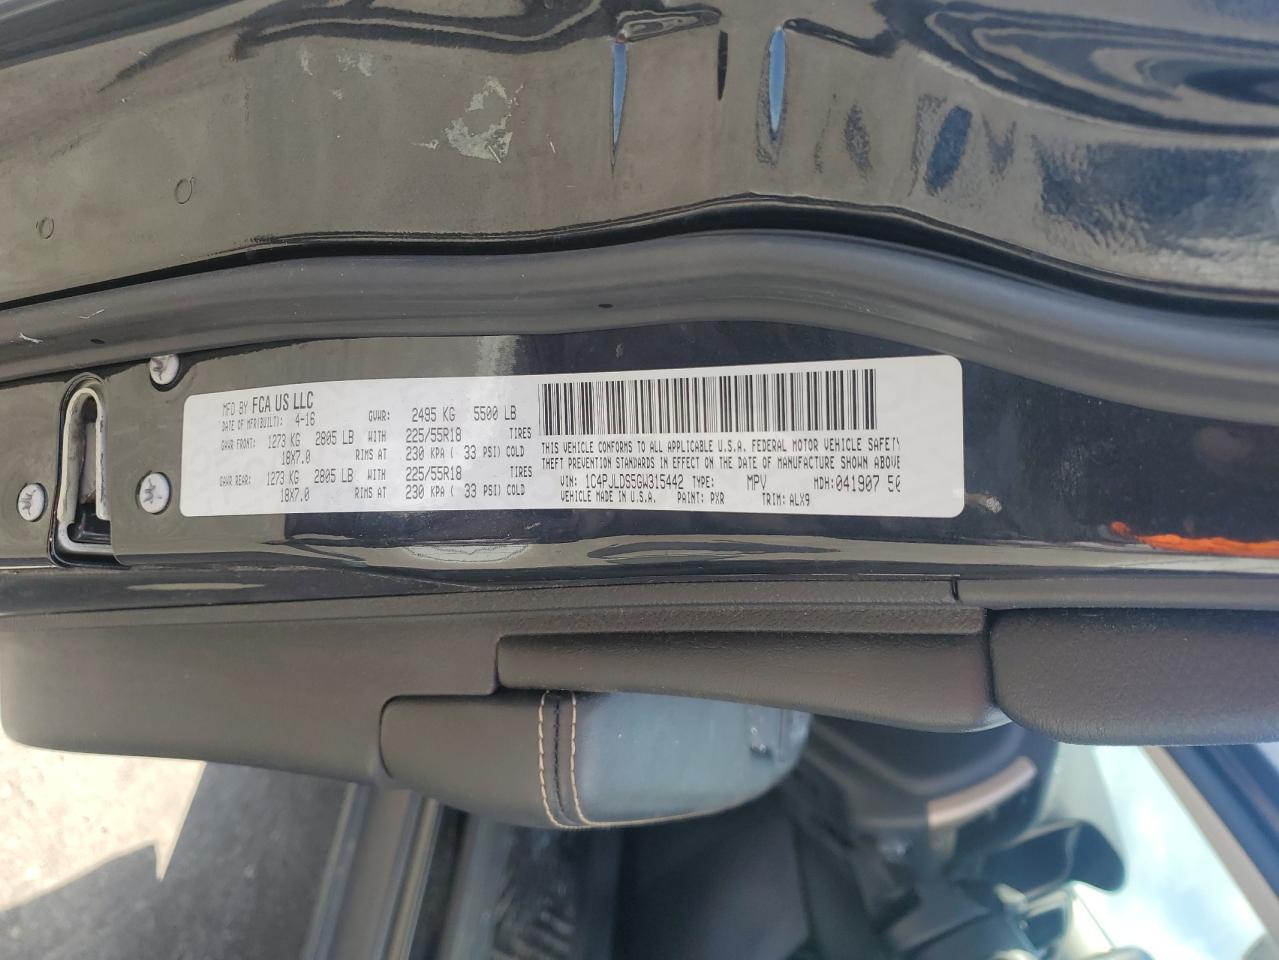 MFD BY FCA US LLC
DATE OF MFR(BUILT): 4-16 GVWR: 2495 KG 5500 LB
GAWR FRONT: 1273 KG 2805 LB WITH 225/55R18 TIRES
18X7.0 RIMS AT 230 KPA ( 33 PSI) COLD
GAWR REAR: 1273 KG 2805 LB WITH 225/55R18 TIRES
18X7.0 RIMS AT 230 KPA ( 33 PSI) COLD
THIS VEHICLE CONFORMS TO ALL APPLICABLE U.S.A. FEDERAL MOTOR VEHICLE SAFETY
THEFT PREVENTION STANDARDS IN EFFECT ON THE DATE OF MANUFACTURE SHOWN ABOVE
VIN: 1C4PJLDS5GW315442 TYPE: MPV MDH: 041907 50
VEHICLE MADE IN U.S.A. PAINT: PXR TRIM: ALX9